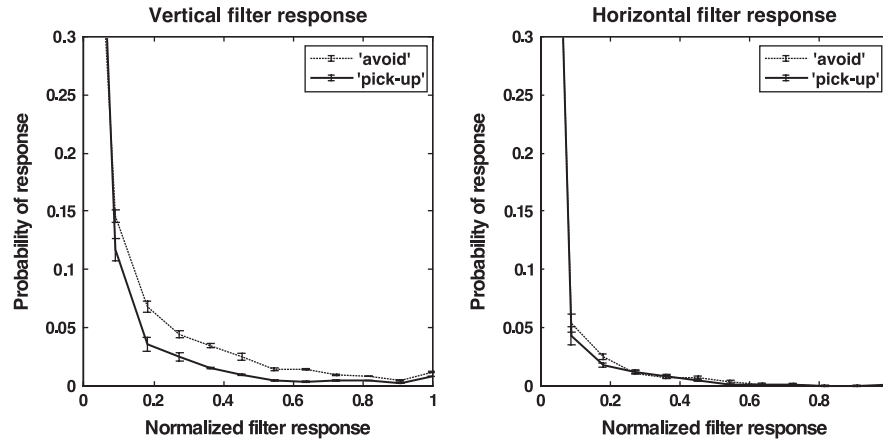 Vertical filter response
0.3
0.25
0.2
0.15
0.1
0.05
0
0 0.2 0.4 0.6 0.8 1
Probability of response
Normalized filter response
'avoid'
'pick-up'
Horizontal filter response
0.3
0.25
0.2
0.15
0.1
0.05
0
0 0.2 0.4 0.6 0.8
Probability of response
Normalized filter response
'avoid'
'pick-up'